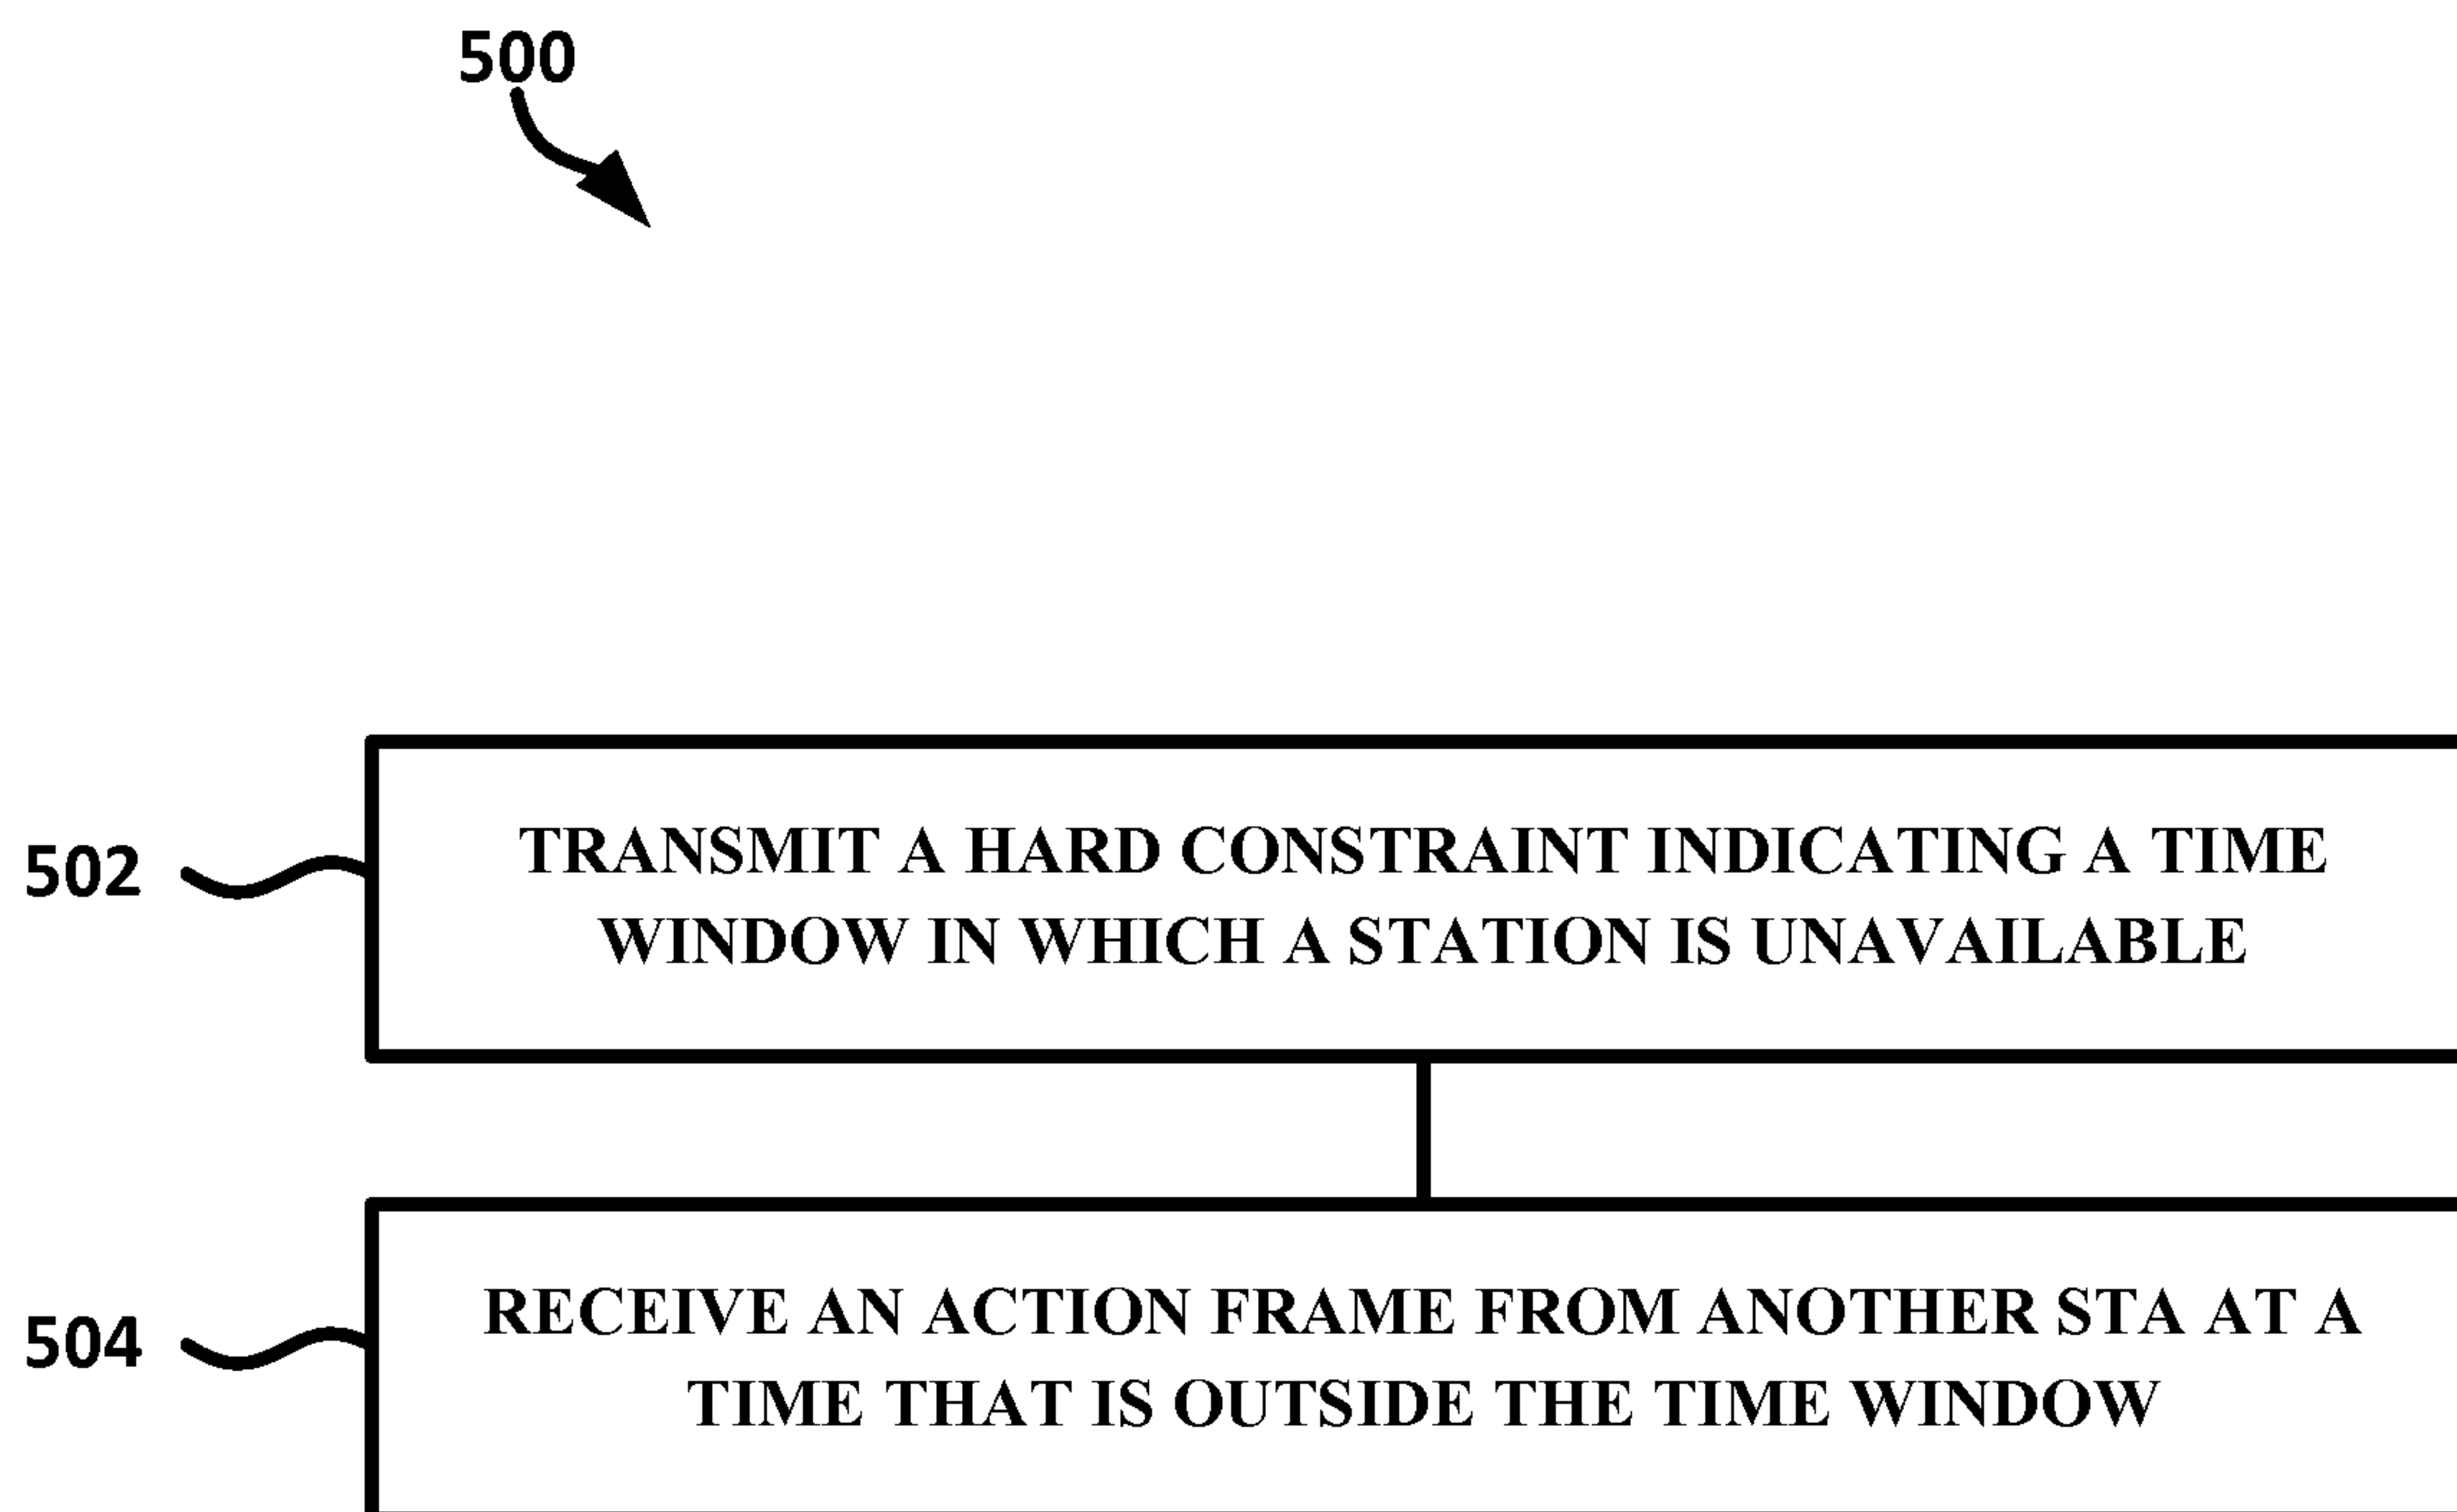 500
502
TRANSMIT A HARD CONSTRAINT INDICATING A TIME
WINDOW IN WHICH A STATION IS UNAVAILABLE
504
RECEIVE AN ACTION FRAME FROM ANOTHER STA AT A
TIME THAT IS OUTSIDE THE TIME WINDOW